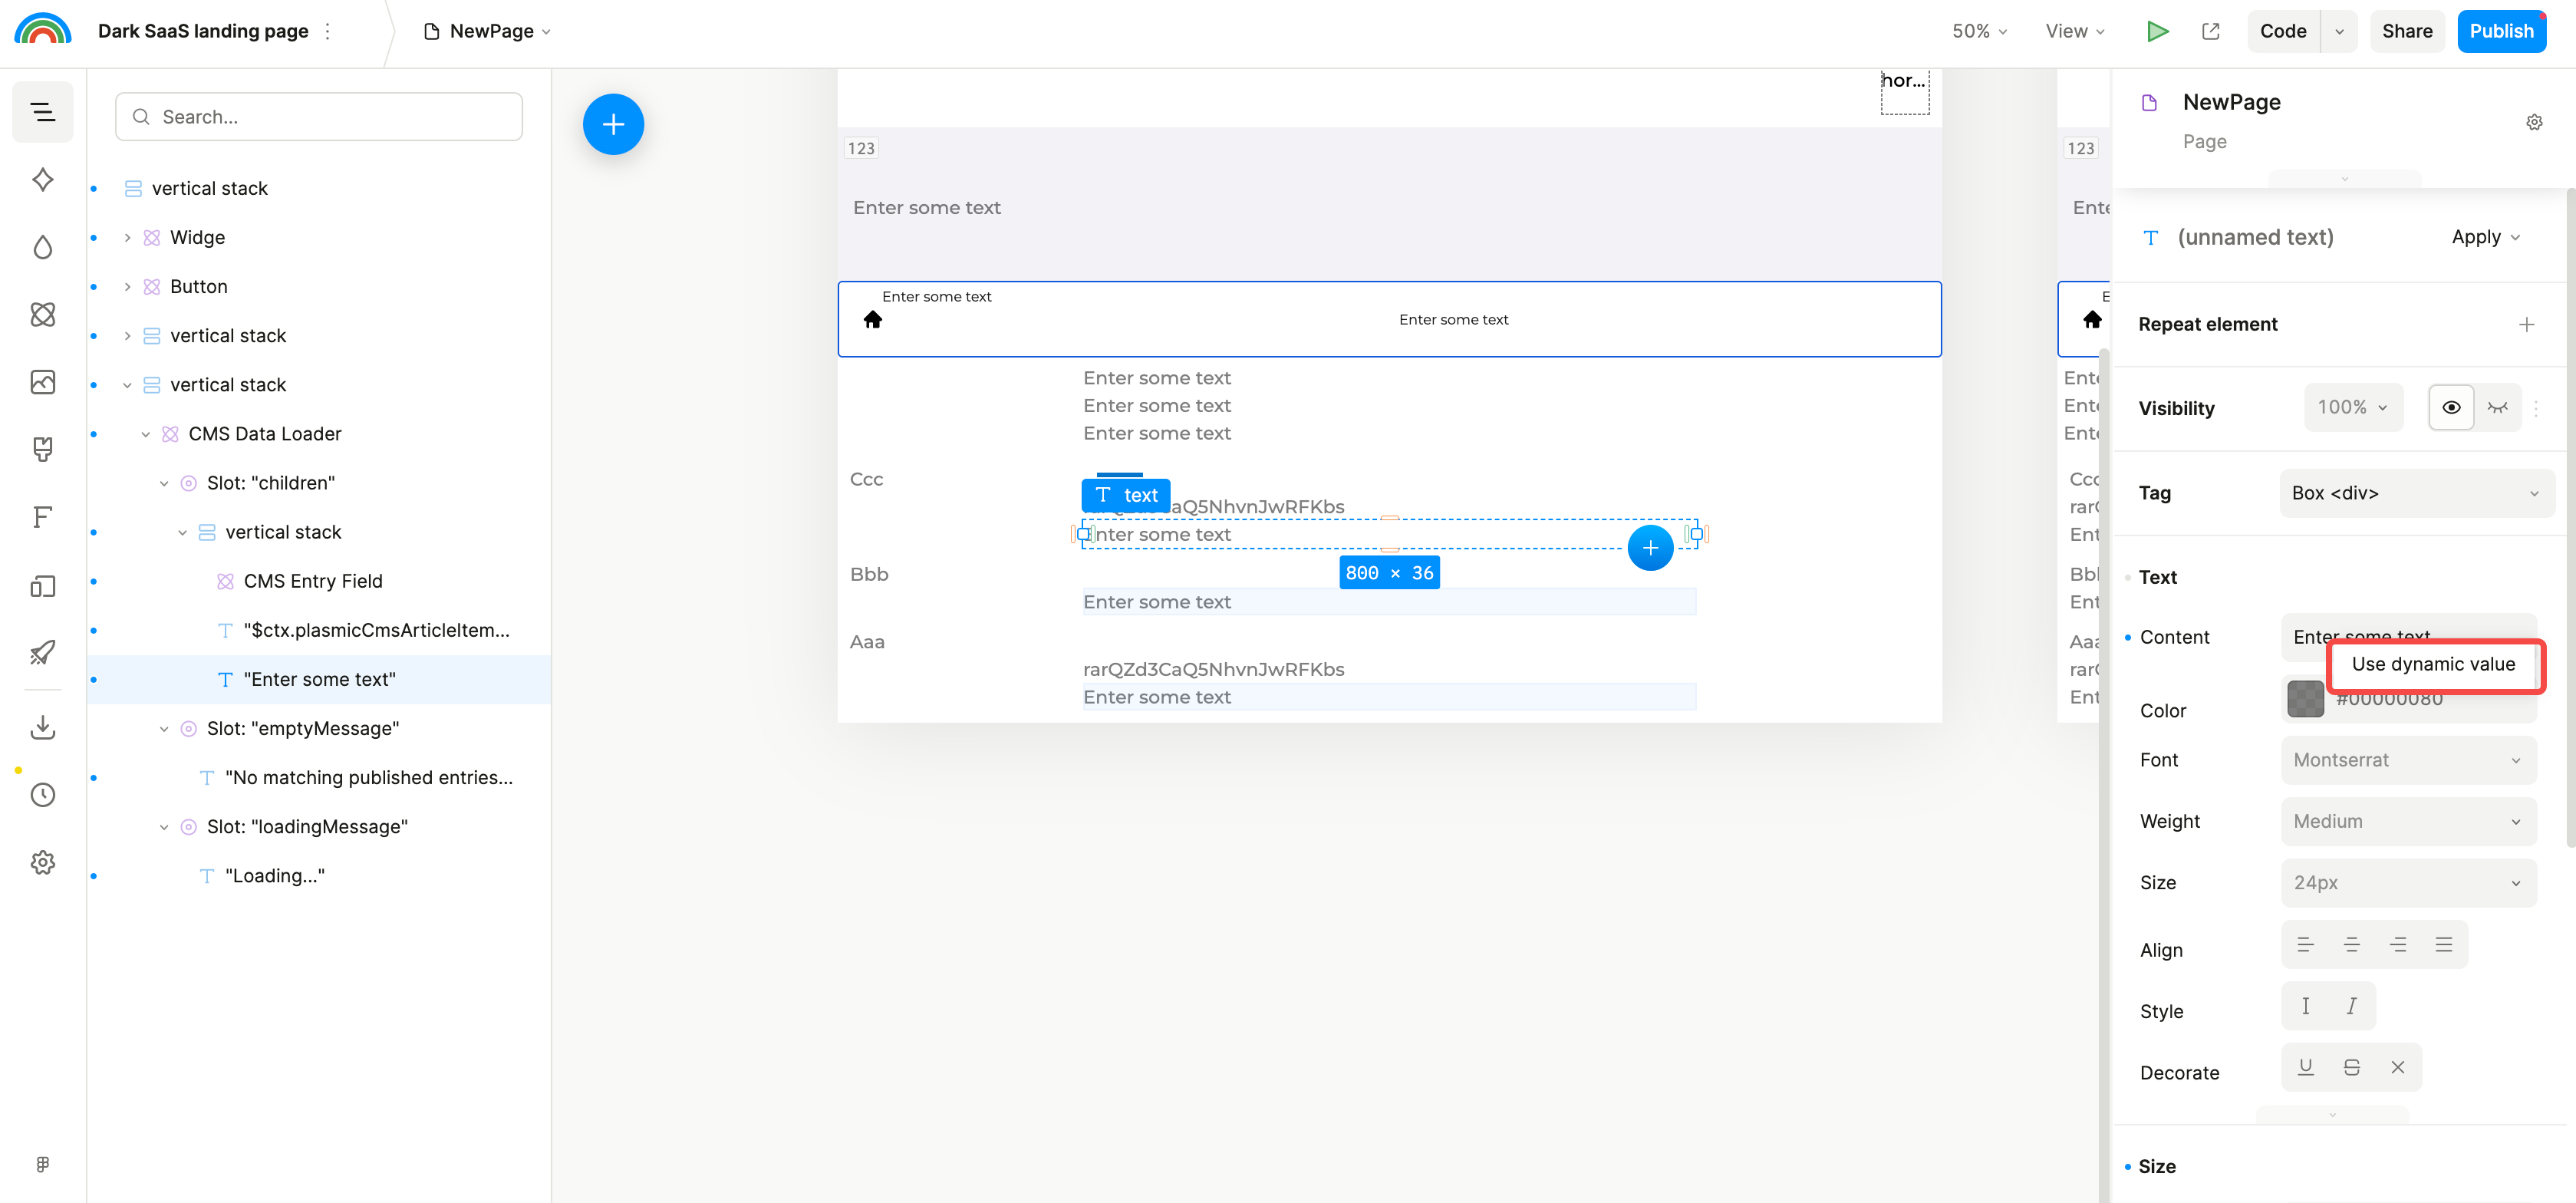 Dark SaaS landing page
NewPage
50%
View
Code
Share
Publish
Search...
vertical stack
Widge
Button
vertical stack
vertical stack
CMS Data Loader
Slot: "children"
vertical stack
CMS Entry Field
"$ctx.plasmicCmsArticleItem...
"Enter some text"
Slot: "emptyMessage"
"No matching published entries...
Slot: "loadingMessage"
"Loading..."
hor...
123
Enter some text
Enter some text
Enter some text
Enter some text
Enter some text
Enter some text
Ccc
text
CaQ5NhvnJwRFKbs
Enter some text
800 × 36
Bbb
Enter some text
Aaa
rarQZd3CaQ5NhvnJwRFKbs
Enter some text
123
Ente
E
Ente
Ente
Ente
Ccc
rar
Ent
Bb
Ent
Aaa
rar
Ent
NewPage
Page
(unnamed text)
Apply
Repeat element
Visibility
100%
Tag
Box <div>
Text
Content
Enter some text
Use dynamic value
Color
#00000080
Font
Montserrat
Weight
Medium
Size
24px
Align
Style
Decorate
Size